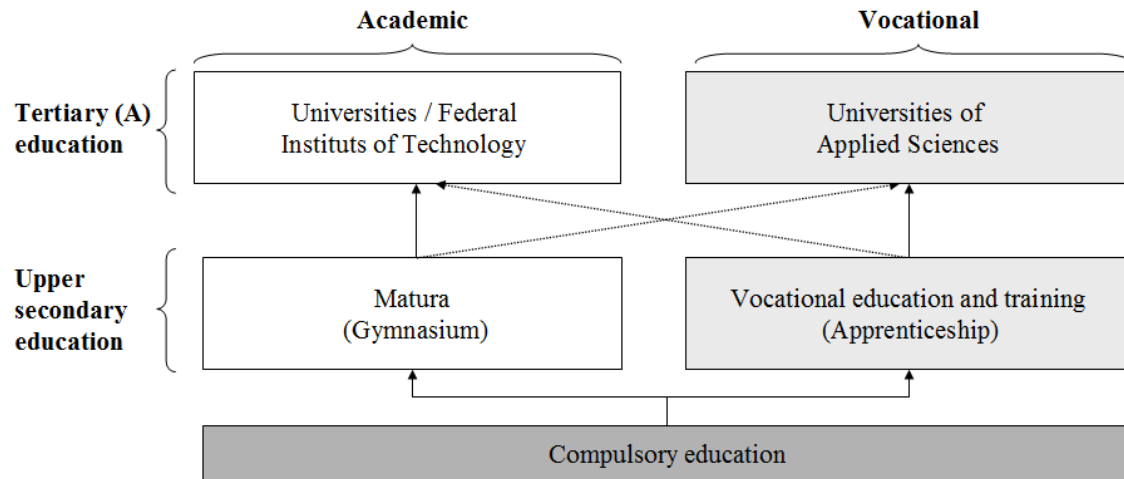 Academic
Vocational
Tertiary (A)
education
Universities / Federal
Instituts of Technology
Universities of
Applied Sciences
Upper
secondary
education
Matura
(Gymnasium)
Vocational education and training
(Apprenticeship)
Compulsory education